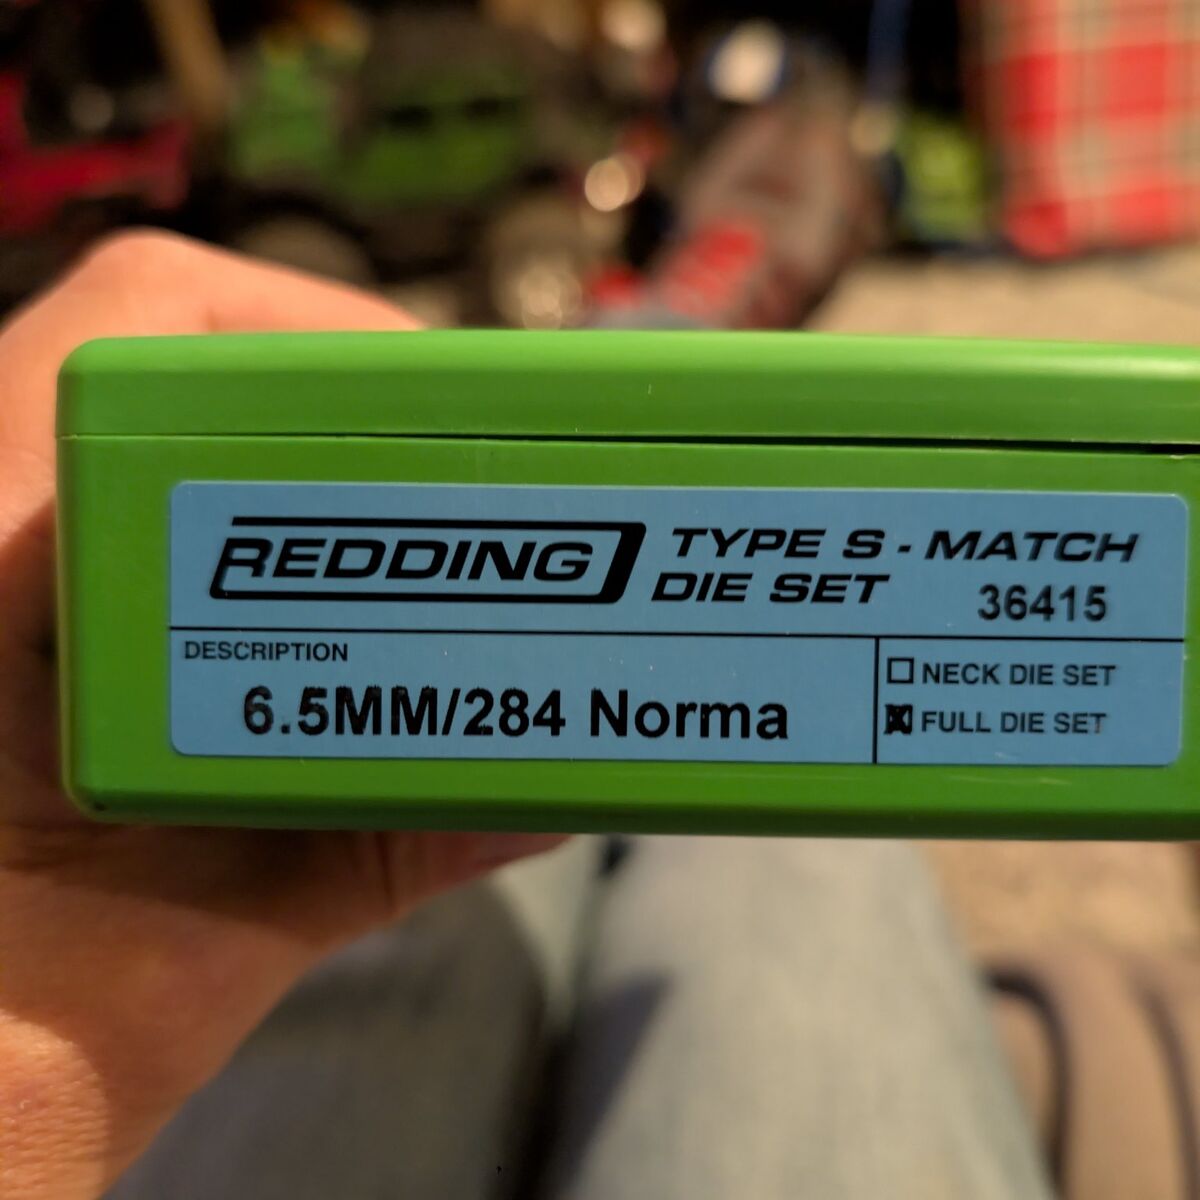 REDDING
TYPE S - MATCH
DIE SET
36415
DESCRIPTION
6.5MM/284 Norma
NECK DIE SET
FULL DIE SET